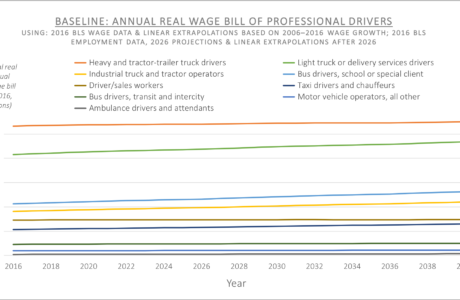 BASELINE: ANNUAL REAL WAGE BILL OF PROFESSIONAL DRIVERS
USING: 2016 BLS WAGE DATA & LINEAR EXTRAPOLATIONS BASED ON 2006–2016 WAGE GROWTH; 2016 BLS
EMPLOYMENT DATA, 2026 PROJECTIONS & LINEAR EXTRAPOLATIONS AFTER 2026
real
bill
Heavy and tractor-trailer truck drivers
Light truck or delivery services drivers
Industrial truck and tractor operators
Bus drivers, school or special client
Driver/sales workers
Taxi drivers and chauffeurs
Bus drivers, transit and intercity
Motor vehicle operators, all other
Ambulance drivers and attendants
2016 2018 2020 2022 2024 2026 2028 2030 2032 2034 2036 2038
Year